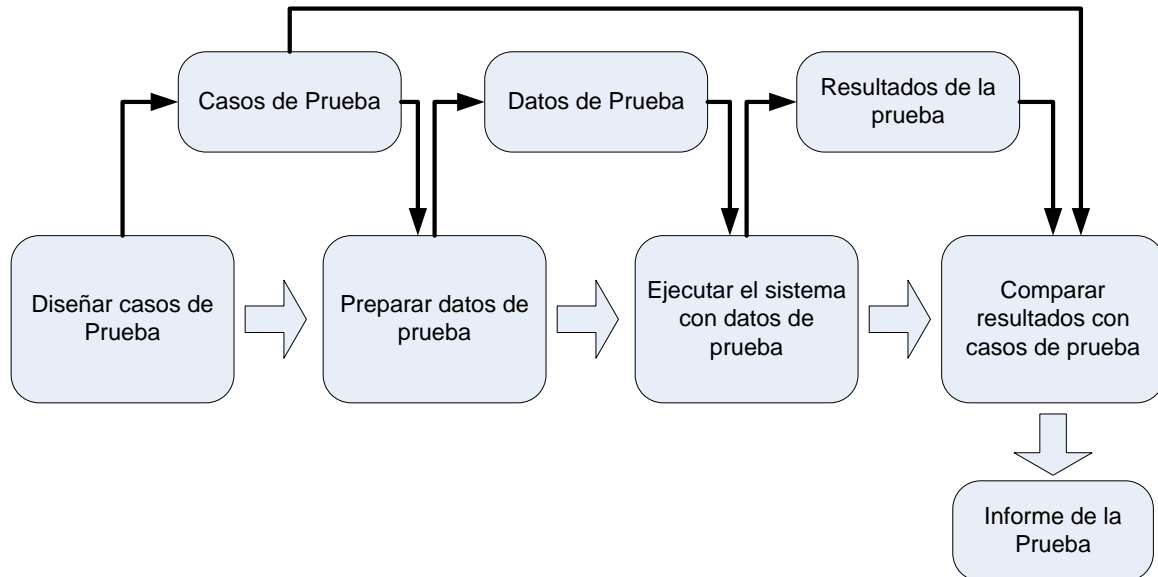 Casos de Prueba
Datos de Prueba
Resultados de la
prueba
Diseñar casos de
Prueba
Preparar datos de
prueba
Ejecutar el sistema
con datos de
prueba
Comparar
resultados con
casos de prueba
Informe de la
Prueba